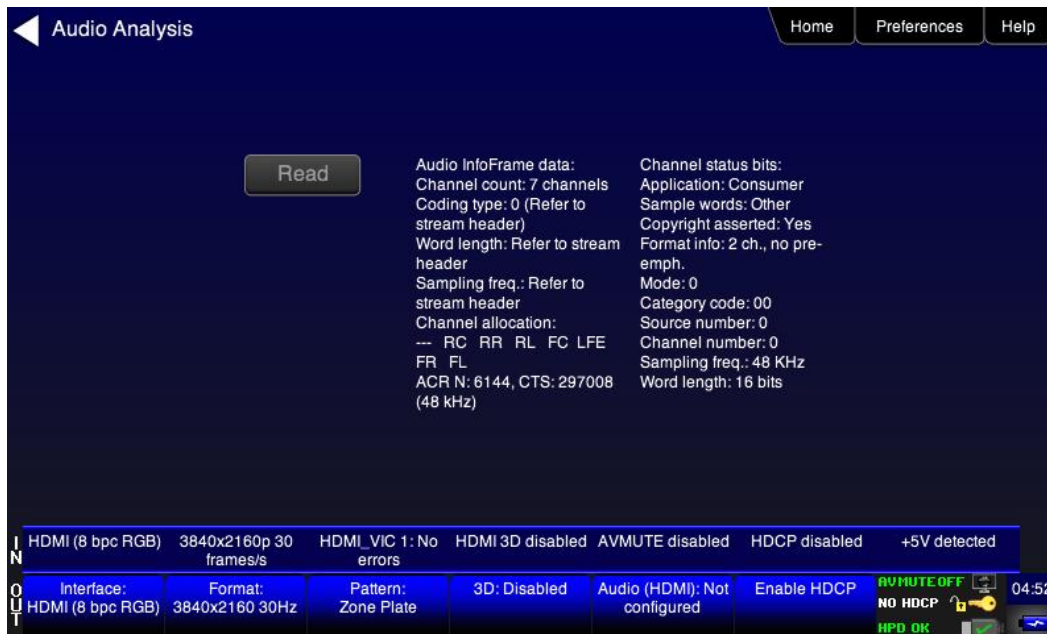 Audio Analysis
Home
Preferences
Help
Read
Audio InfoFrame data:
Channel count: 7 channels
Coding type: 0 (Refer to
stream header)
Word length: Refer to stream
header
Sampling freq.: Refer to
stream header
Channel allocation:
--- RC RR RL FC LFE
FR FL
ACR N: 6144, CTS: 297008
(48 kHz)
Channel status bits:
Application: Consumer
Sample words: Other
Copyright asserted: Yes
Format info: 2 ch., no pre-
emph.
Mode: 0
Category code: 00
Source number: 0
Channel number: 0
Sampling freq.: 48 KHz
Word length: 16 bits
IN
HDMI (8 bpc RGB)
3840x2160p 30
frames/s
HDMI_VIC 1: No
errors
HDMI 3D disabled
AVMUTE disabled
HDCP disabled
+5V detected
OUT
Interface:
HDMI (8 bpc RGB)
Format:
3840x2160 30Hz
Pattern:
Zone Plate
3D: Disabled
Audio (HDMI): Not
configured
Enable HDCP
AVMUTE OFF
NO HDCP
HPD OK
04:52